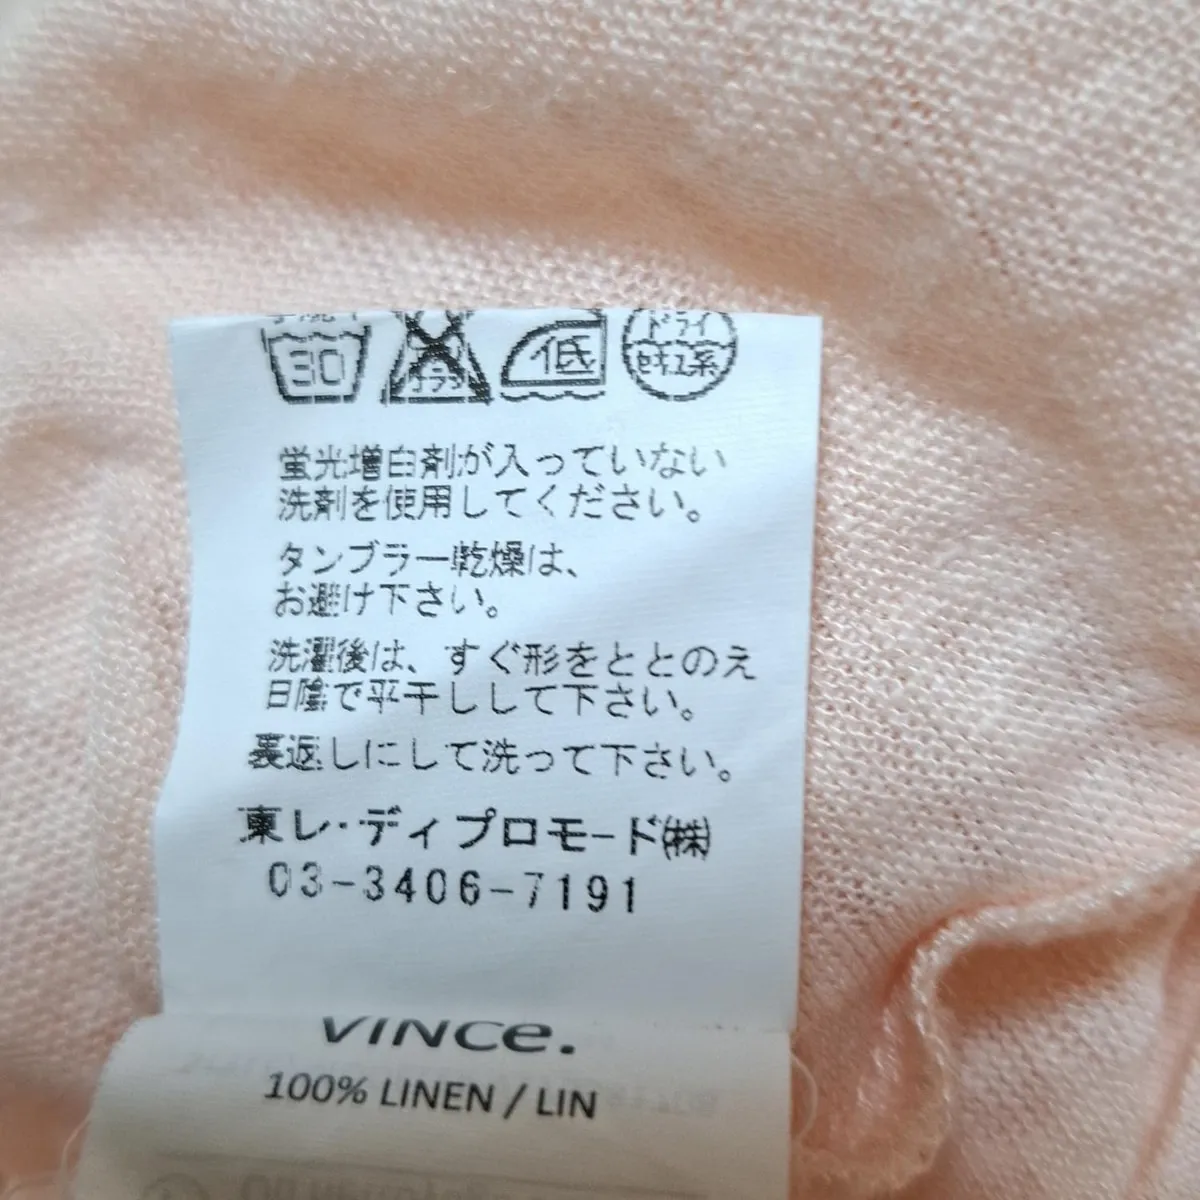 30
低
ドライ
セキユ系
蛍光増白剤が入っていない
洗剤を使用してください。
タンブラー乾燥は、
お避け下さい。
洗濯後は、すぐ形をととのえ
日陰で平干しして下さい。
裏返しにして洗って下さい。
東レ・ディプロモード㈱
03-3406-7191
VINCE.
100% LINEN / LIN